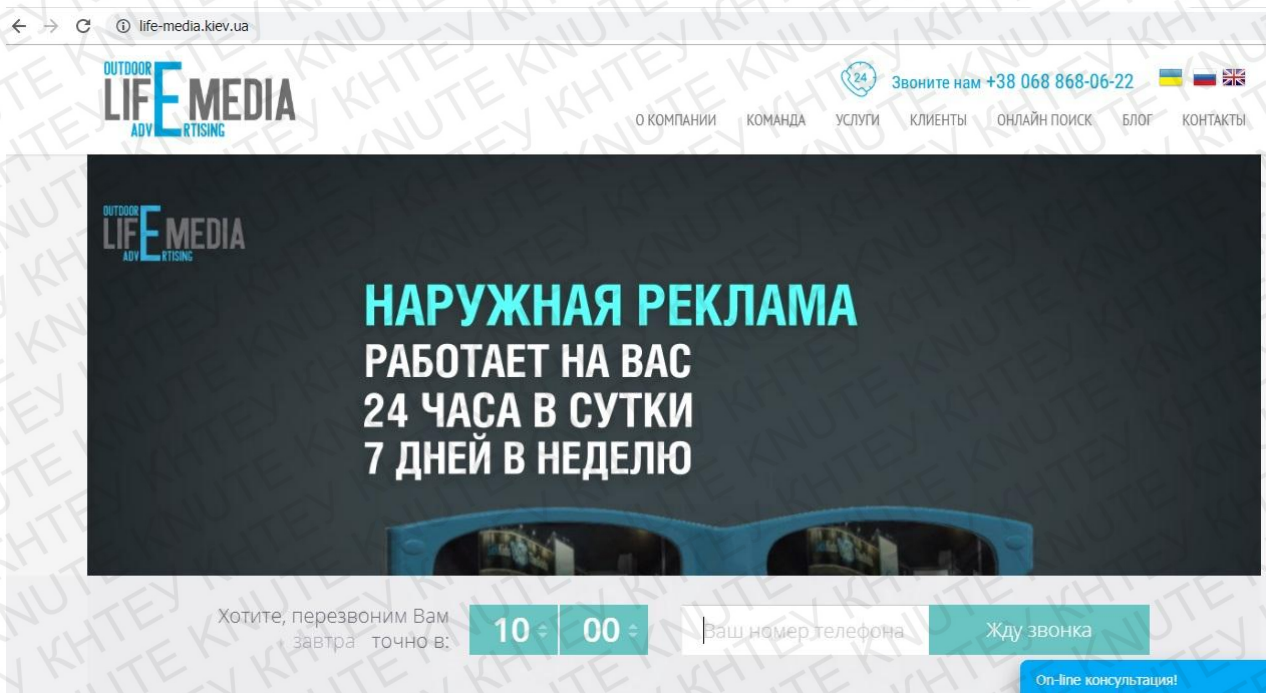 life-media.kiev.ua
OUTDOOR
LIFE MEDIA
ADVERTISING
24
Звоните нам +38 068 868-06-22
О КОМПАНИИ КОМАНДА УСЛУГИ КЛИЕНТЫ ОНЛАЙН ПОИСК БЛОГ КОНТАКТЫ
OUTDOOR
LIFE MEDIA
ADVERTISING
НАРУЖНАЯ РЕКЛАМА
РАБОТАЕТ НА ВАС
24 ЧАСА В СУТКИ
7 ДНЕЙ В НЕДЕЛЮ
Хотите, перезвоним Вам
завтра точно в:
10 00
Ваш номер телефона
Жду звонка
On-line консультация!
KHTEY KNUTE